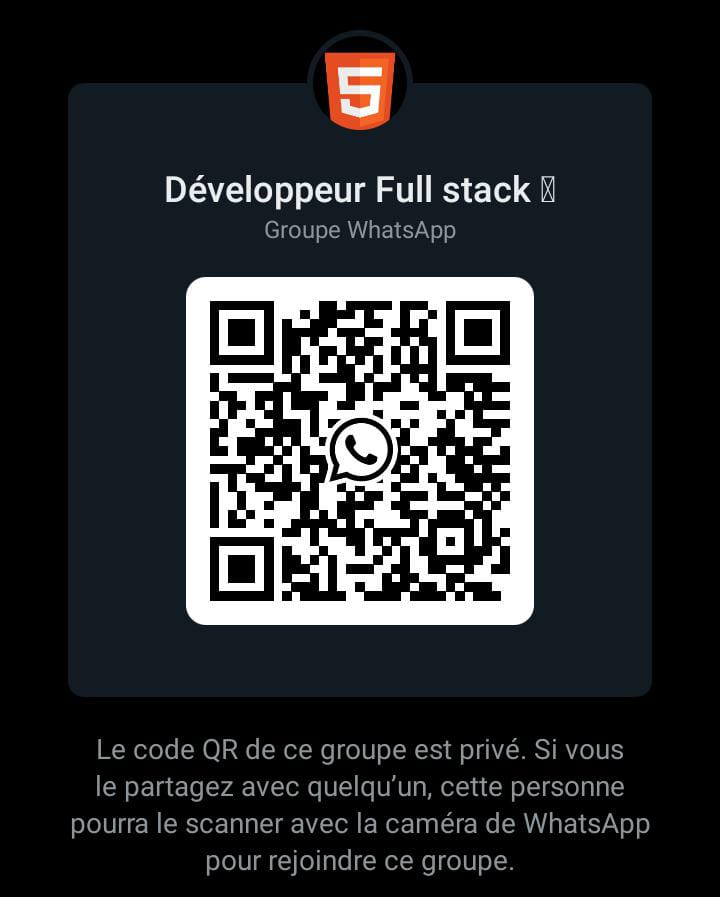 5
Développeur Full stack
Groupe WhatsApp
Le code QR de ce groupe est privé. Si vous
le partagez avec quelqu’un, cette personne
pourra le scanner avec la caméra de WhatsApp
pour rejoindre ce groupe.